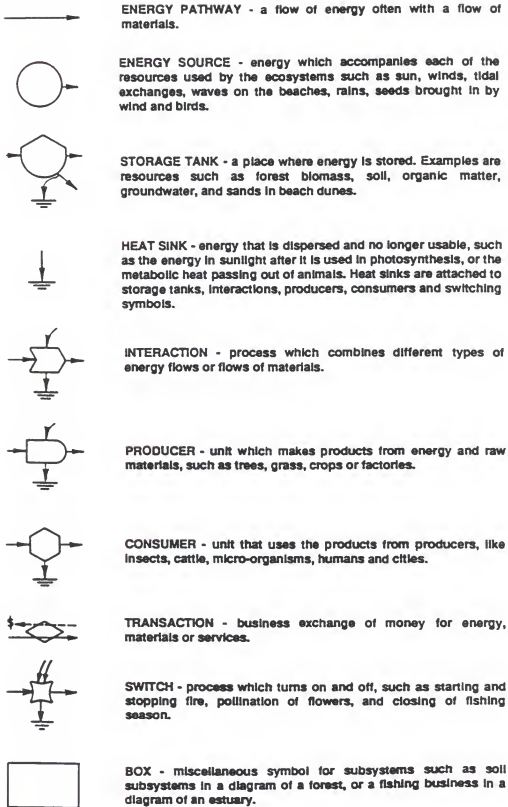 ENERGY PATHWAY - a flow of energy often with a flow of
materials.
ENERGY SOURCE - energy which accompanies each of the
resources used by the ecosystems such as sun, winds, tidal
exchanges, waves on the beaches, rains, seeds brought in by
wind and birds.
STORAGE TANK - a place where energy is stored. Examples are
resources such as forest biomass, soil, organic matter,
groundwater, and sands in beach dunes.
HEAT SINK - energy that is dispersed and no longer usable, such
as the energy in sunlight after it is used in photosynthesis, or the
metabolic heat passing out of animals. Heat sinks are attached to
storage tanks, interactions, producers, consumers and switching
symbols.
INTERACTION - process which combines different types of
energy flows or flows of materials.
PRODUCER - unit which makes products from energy and raw
materials, such as trees, grass, crops or factories.
CONSUMER - unit that uses the products from producers, like
insects, cattle, micro-organisms, humans and cities.
$
TRANSACTION - business exchange of money for energy,
materials or services.
SWITCH - process which turns on and off, such as starting and
stopping fire, pollination of flowers, and closing of fishing
season.
BOX - miscellaneous symbol for subsystems such as soil
subsystems in a diagram of a forest, or a fishing business in a
diagram of an estuary.